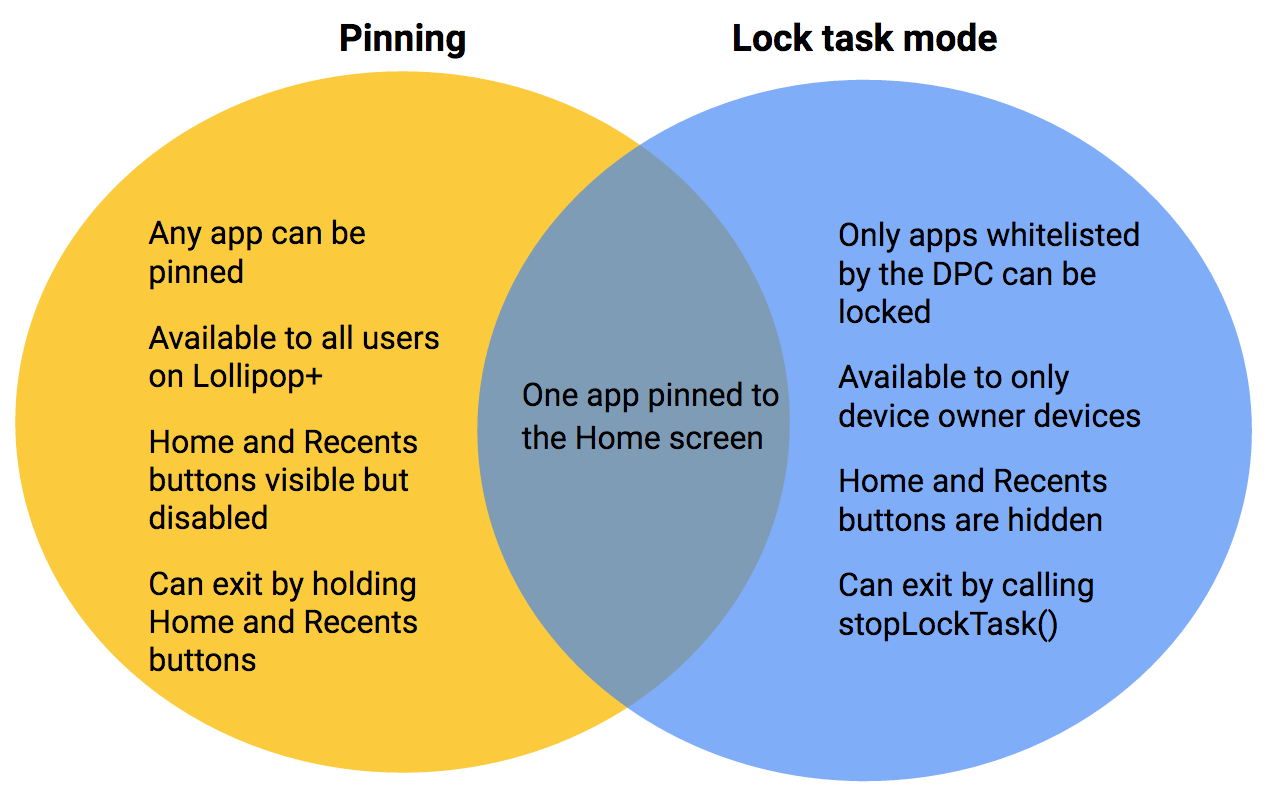 Pinning
Lock task mode
Any app can be
pinned
Available to all users
on Lollipop+
Home and Recents
buttons visible but
disabled
Can exit by holding
Home and Recents
buttons
One app pinned to
the Home screen
Only apps whitelisted
by the DPC can be
locked
Available to only
device owner devices
Home and Recents
buttons are hidden
Can exit by calling
stopLockTask()